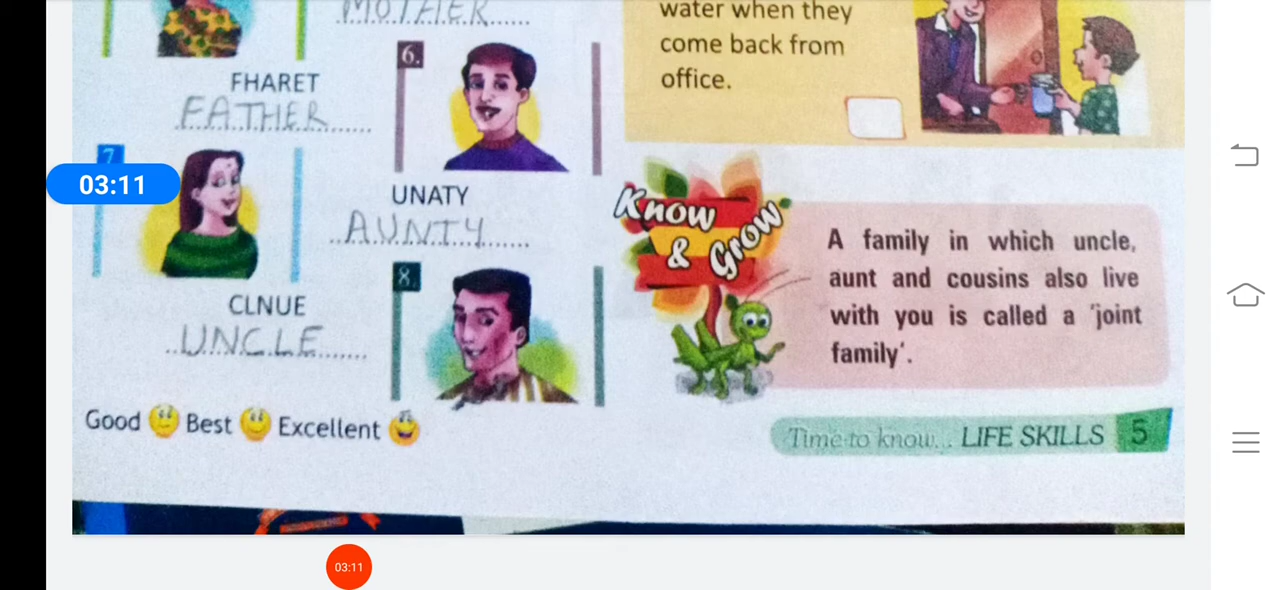 MOTHER
FHARET
FATHER
6.
7.
UNATY
AUNTY
CLNUE
UNCLE
8.
Good Best Excellent
water when they
come back from
office.
Know
& Grow
A family in which uncle,
aunt and cousins also live
with you is called a 'joint
family'.
Time to know... LIFE SKILLS 5
03:11
03:11